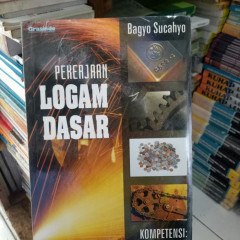 Grasindo
Bagyo Sucahyo
PEKERJAAN
LOGAM
DASAR
KOMPETENSI: